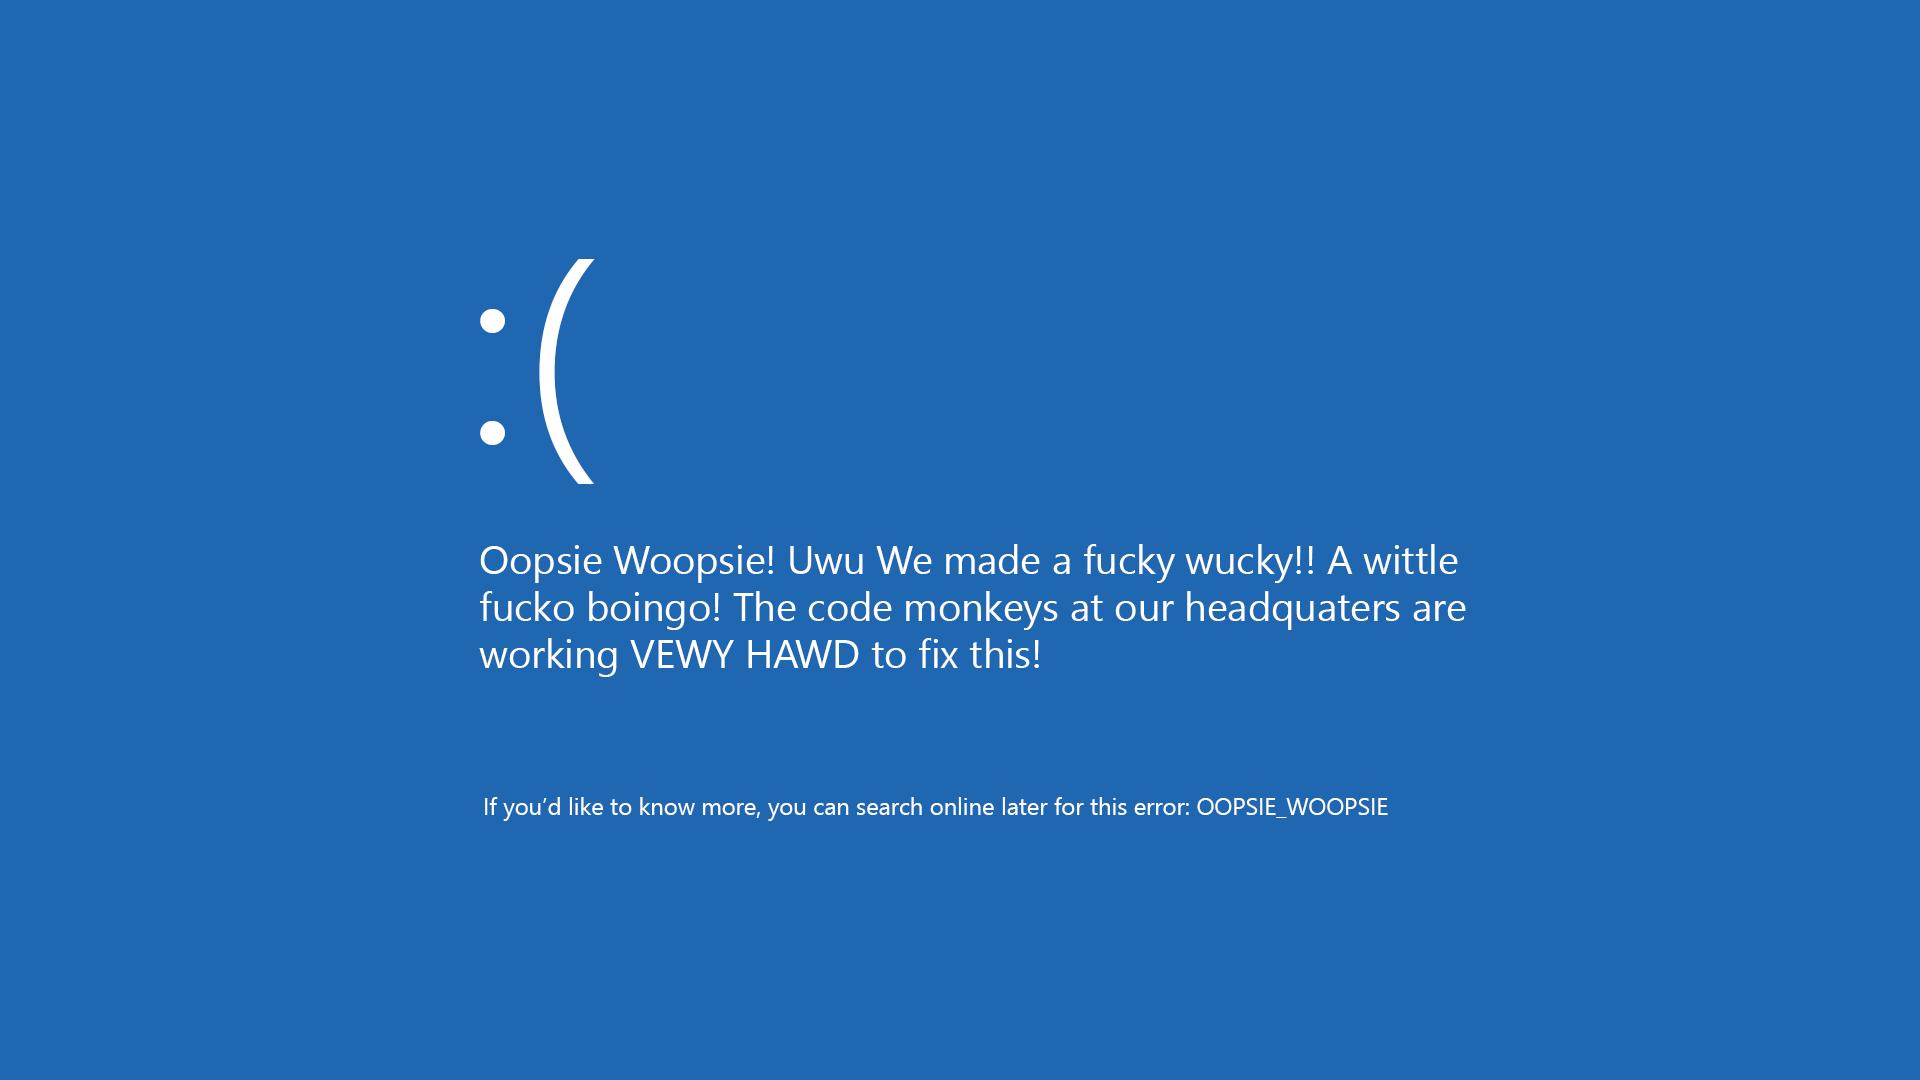 :(
Oopsie Woopsie! Uwu We made a fucky wucky!! A wittle
fucko boingo! The code monkeys at our headquaters are
working VEWY HAWD to fix this!
If you’d like to know more, you can search online later for this error: OOPSIE_WOOPSIE